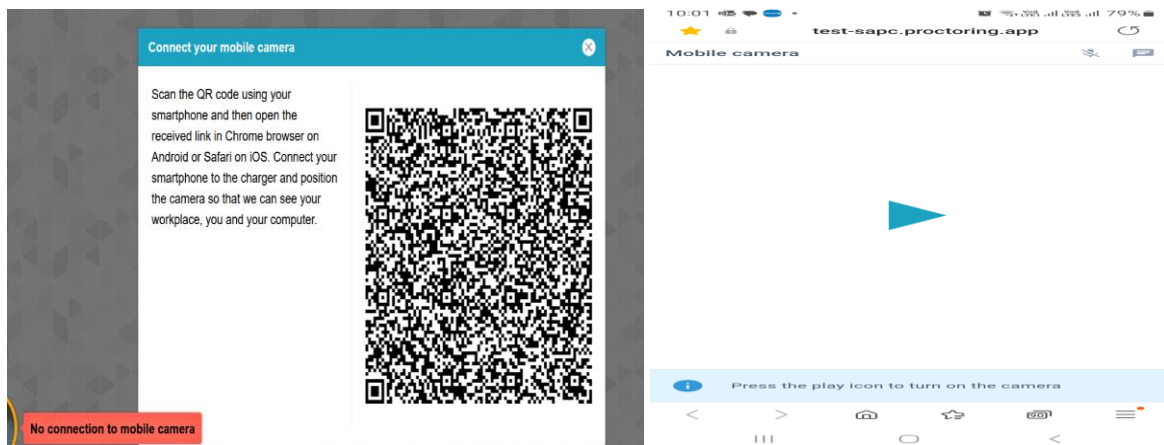 Connect your mobile camera
X
Scan the QR code using your
smartphone and then open the
received link in Chrome browser on
Android or Safari on iOS. Connect your
smartphone to the charger and position
the camera so that we can see your
workplace, you and your computer.
No connection to mobile camera
10:01
79%
test-sapc.proctoring.app
Mobile camera
Press the play icon to turn on the camera